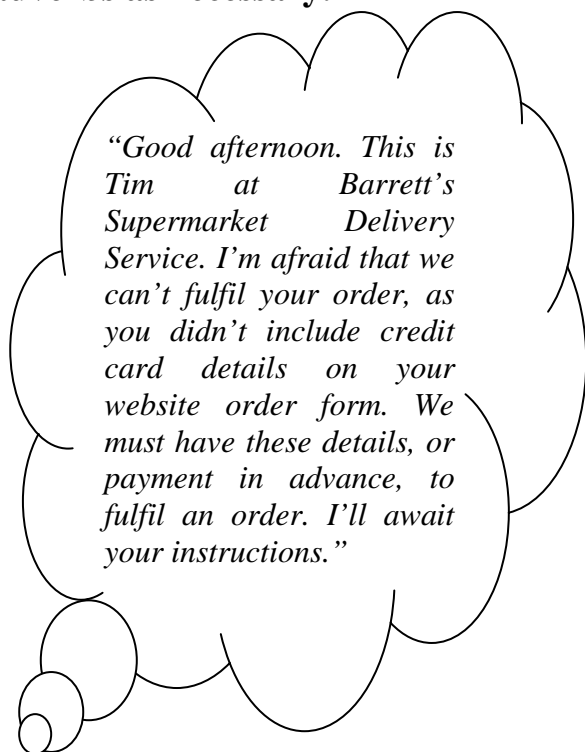 “Good afternoon. This is
Tim at Barrett’s
Supermarket Delivery
Service. I’m afraid that we
can’t fulfil your order, as
you didn’t include credit
card details on your
website order form. We
must have these details, or
payment in advance, to
fulfil an order. I’ll await
your instructions.”